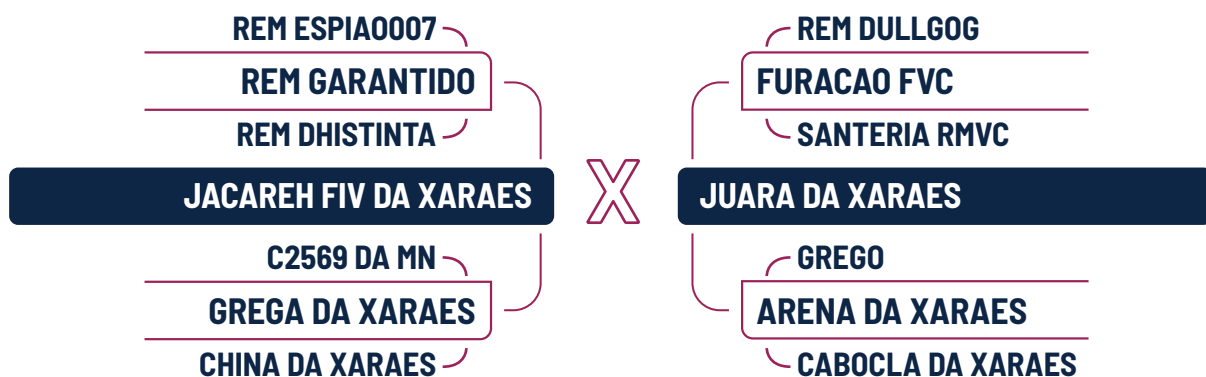 REM ESPIAO007
REM GARANTIDO
REM DHISTINTA
JACAREH FIV DA XARAES
C2569 DA MN
GREGA DA XARAES
CHINA DA XARAES
X
REM DULLGOG
FURACAO FVC
SANTERIA RMVC
JUARA DA XARAES
GREGO
ARENA DA XARAES
CABOCLA DA XARAES